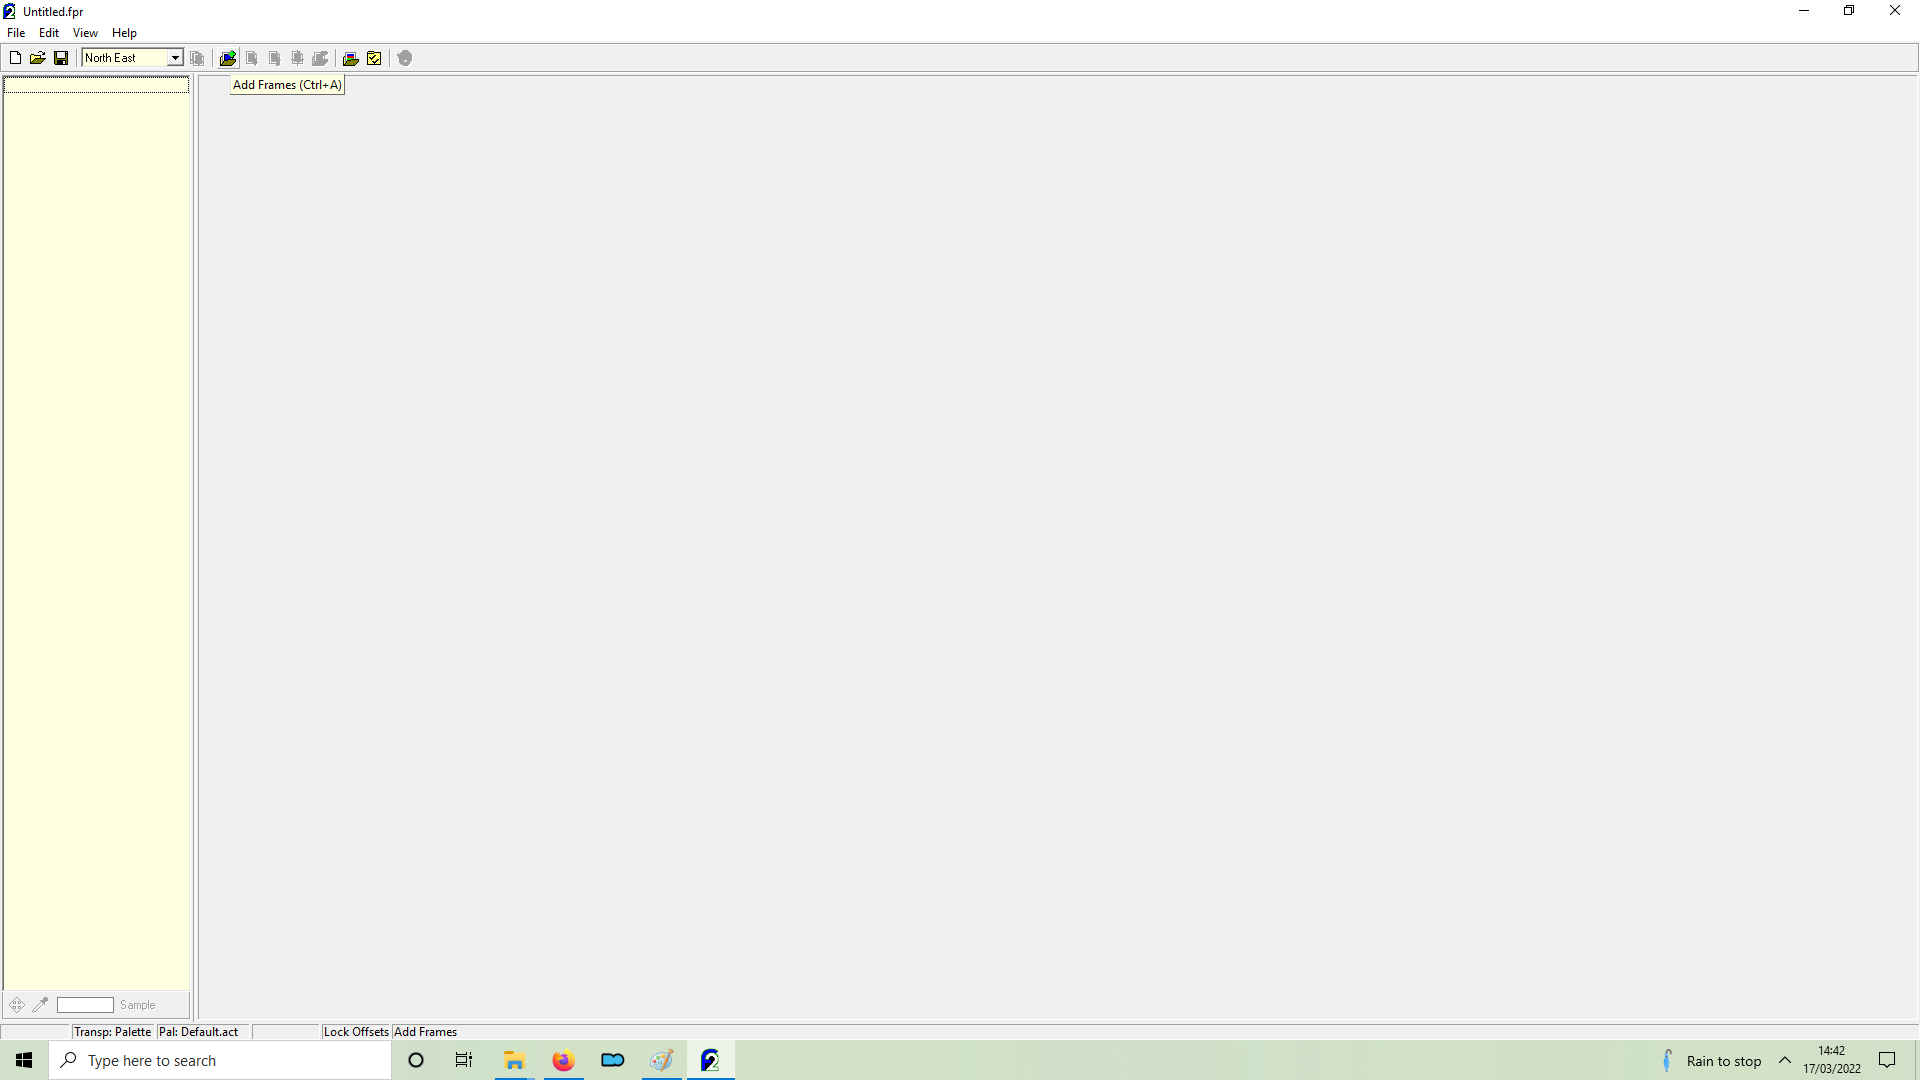 Untitled.fpr
File Edit View Help
North East
Add Frames (Ctrl+A)
Sample
Transp: Palette Pal: Default.act Lock Offsets Add Frames
Type here to search
Rain to stop
14:42
17/03/2022